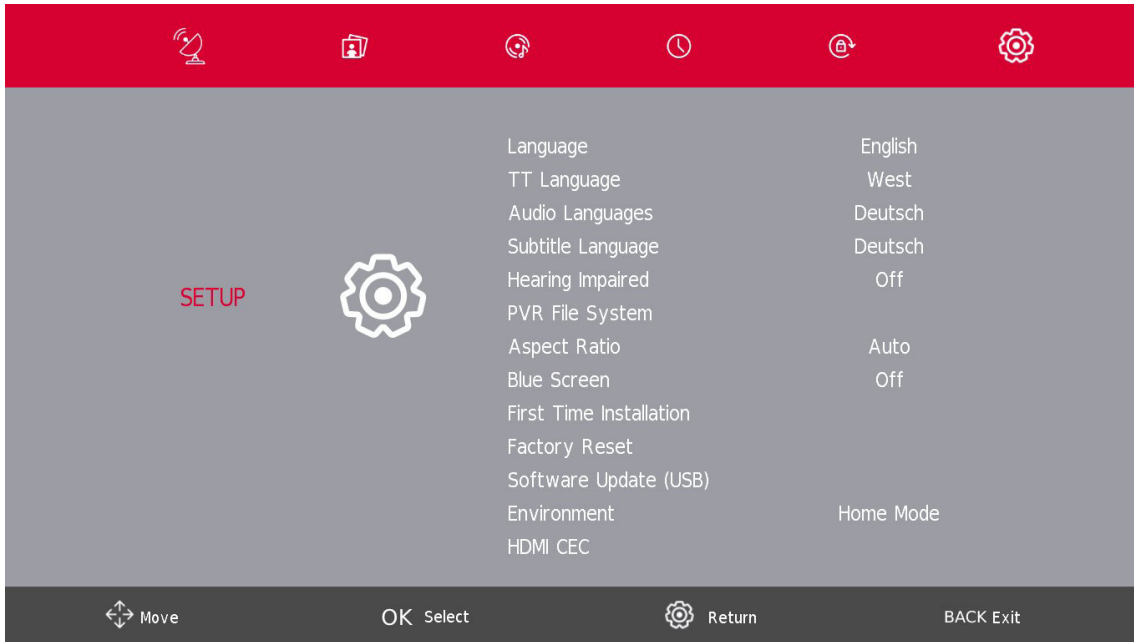 SETUP
Language English
TT Language West
Audio Languages Deutsch
Subtitle Language Deutsch
Hearing Impaired Off
PVR File System
Aspect Ratio Auto
Blue Screen Off
First Time Installation
Factory Reset
Software Update (USB)
Environment Home Mode
HDMI CEC
Move OK Select Return BACK Exit